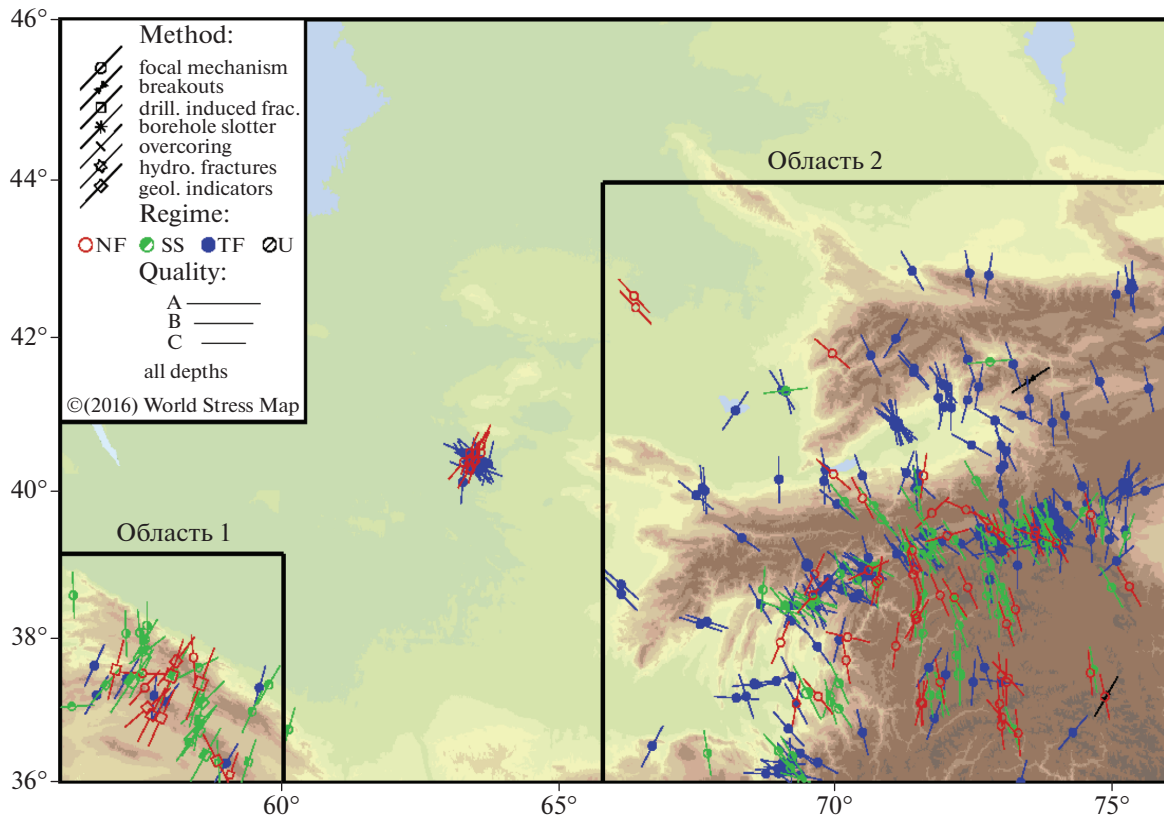 46°
44°
42°
40°
38°
36°
Method:
focal mechanism
breakouts
drill. induced frac.
borehole slotter
overcoring
hydro. fractures
geol. indicators
Regime:
NF SS TF U
Quality:
A
B
C
all depths
©(2016) World Stress Map
Область 2
Область 1
60° 65° 70° 75°